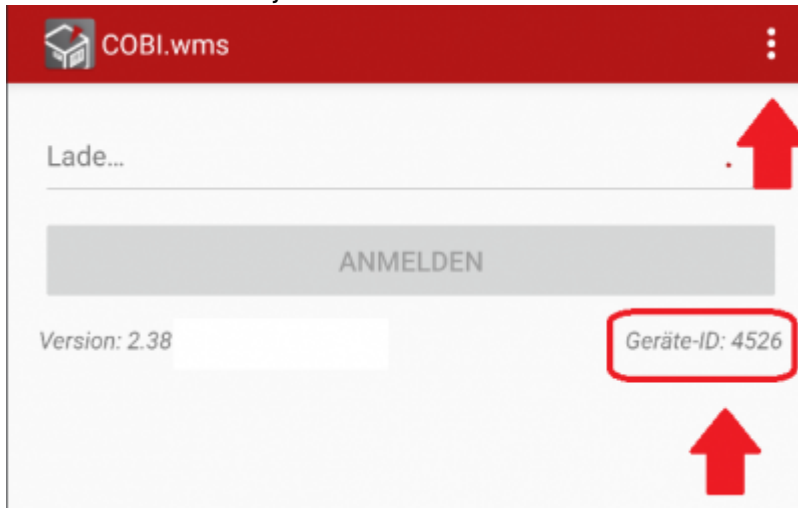 COBI.wms
Lade...
ANMELDEN
Version: 2.38
Geräte-ID: 4526